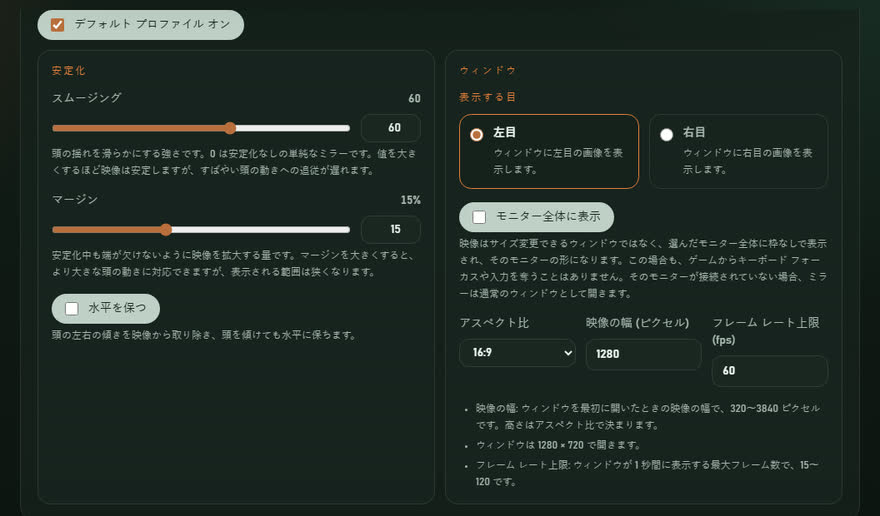 デフォルト プロファイル オン
安定化
スムージング
60
60
頭の揺れを滑らかにする強さです。0 は安定化なしの単純なミラーです。値を大き
くするほど映像は安定しますが、すばやい頭の動きへの追従が遅れます。
マージン
15%
15
安定化中も端が欠けないように映像を拡大する量です。マージンを大きくすると、
より大きな頭の動きに対応できますが、表示される範囲は狭くなります。
水平を保つ
頭の左右の傾きを映像から取り除き、頭を傾けても水平に保ちます。
ウィンドウ
表示する目
左目
ウィンドウに左目の画像を表
示します。
右目
ウィンドウに右目の画像を表
示します。
モニター全体に表示
映像はサイズ変更できるウィンドウではなく、選んだモニター全体に枠なしで表示
され、そのモニターの形になります。この場合も、ゲームからキーボード フォー
カスや入力を奪うことはありません。そのモニターが接続されていない場合、ミラ
ーは通常のウィンドウとして開きます。
アスペクト比
16:9
映像の幅 (ピクセル)
1280
フレーム レート上限
(fps)
60
• 映像の幅: ウィンドウを最初に開いたときの映像の幅で、320～3840 ピクセル
です。高さはアスペクト比で決まります。
• ウィンドウは 1280 × 720 で開きます。
• フレーム レート上限: ウィンドウが 1 秒間に表示する最大フレーム数で、15～
120 です。